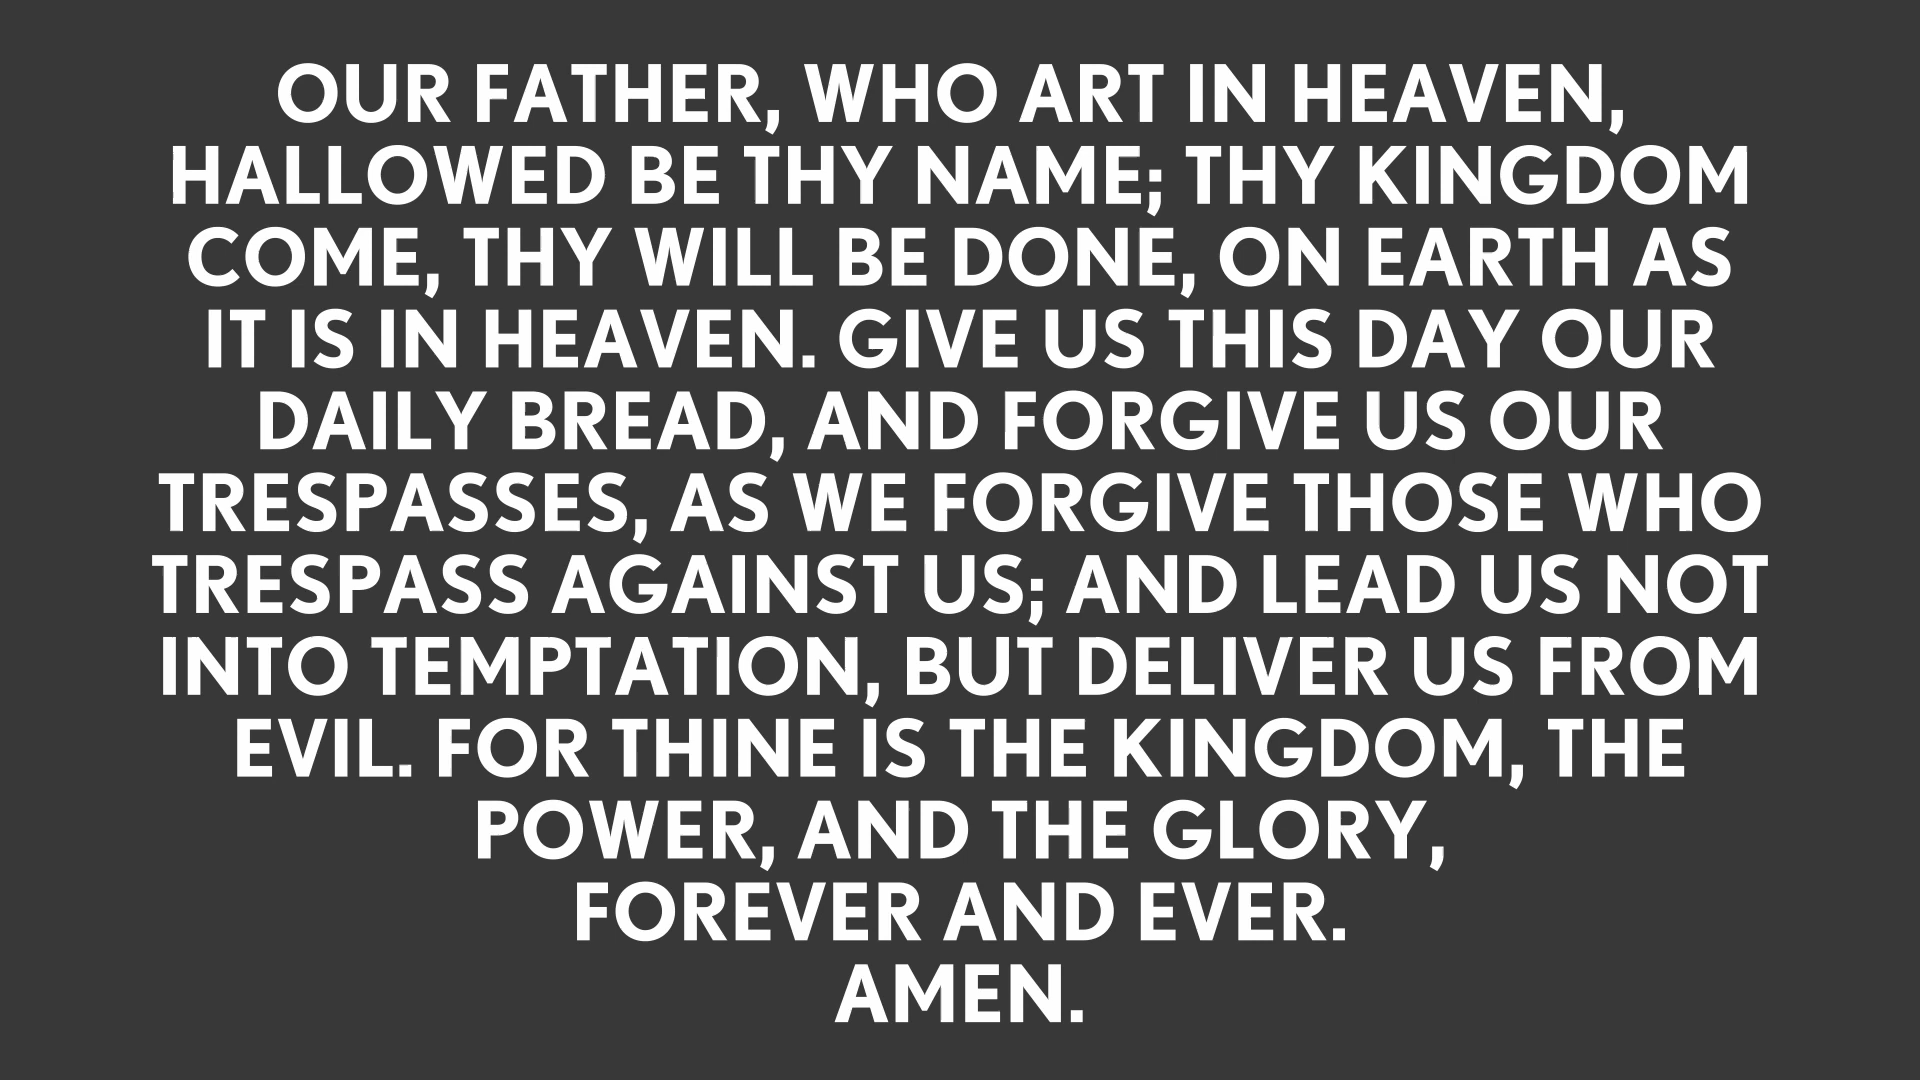 OUR FATHER, WHO ART IN HEAVEN,
HALLOWED BE THY NAME; THY KINGDOM
COME, THY WILL BE DONE, ON EARTH AS
IT IS IN HEAVEN. GIVE US THIS DAY OUR
DAILY BREAD, AND FORGIVE US OUR
TRESPASSES, AS WE FORGIVE THOSE WHO
TRESPASS AGAINST US; AND LEAD US NOT
INTO TEMPTATION, BUT DELIVER US FROM
EVIL. FOR THINE IS THE KINGDOM, THE
POWER, AND THE GLORY,
FOREVER AND EVER.
AMEN.